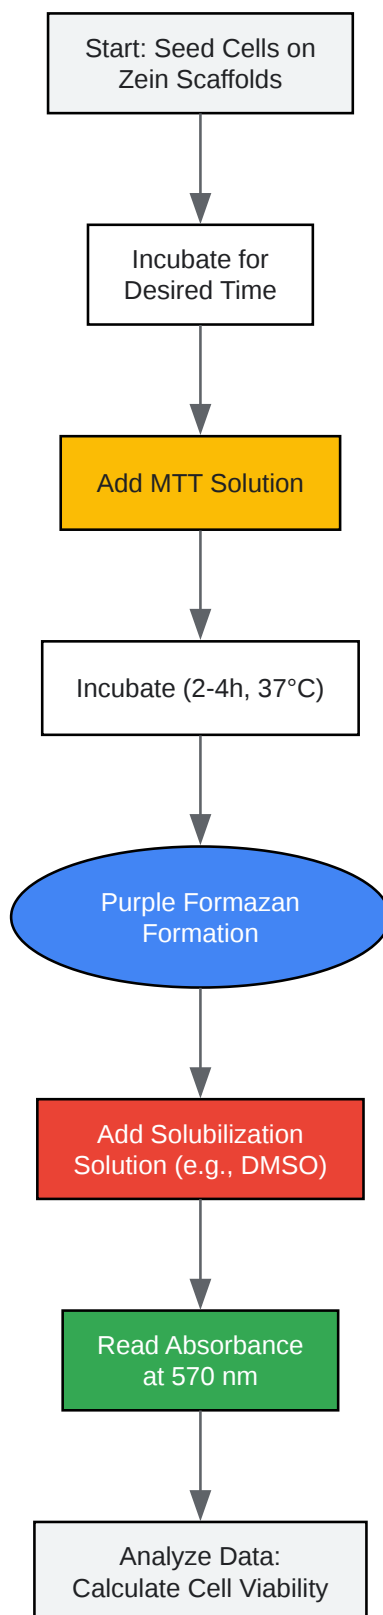 Start: Seed Cells on
Zein Scaffolds
Incubate for
Desired Time
Add MTT Solution
Incubate (2-4h, 37°C)
Purple Formazan
Formation
Add Solubilization
Solution (e.g., DMSO)
Read Absorbance
at 570 nm
Analyze Data:
Calculate Cell Viability